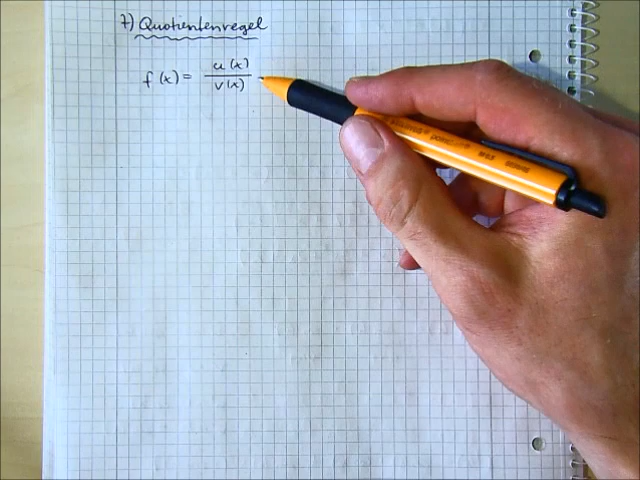 7) Quotientenregel
f(x) = u(x) / v(x)